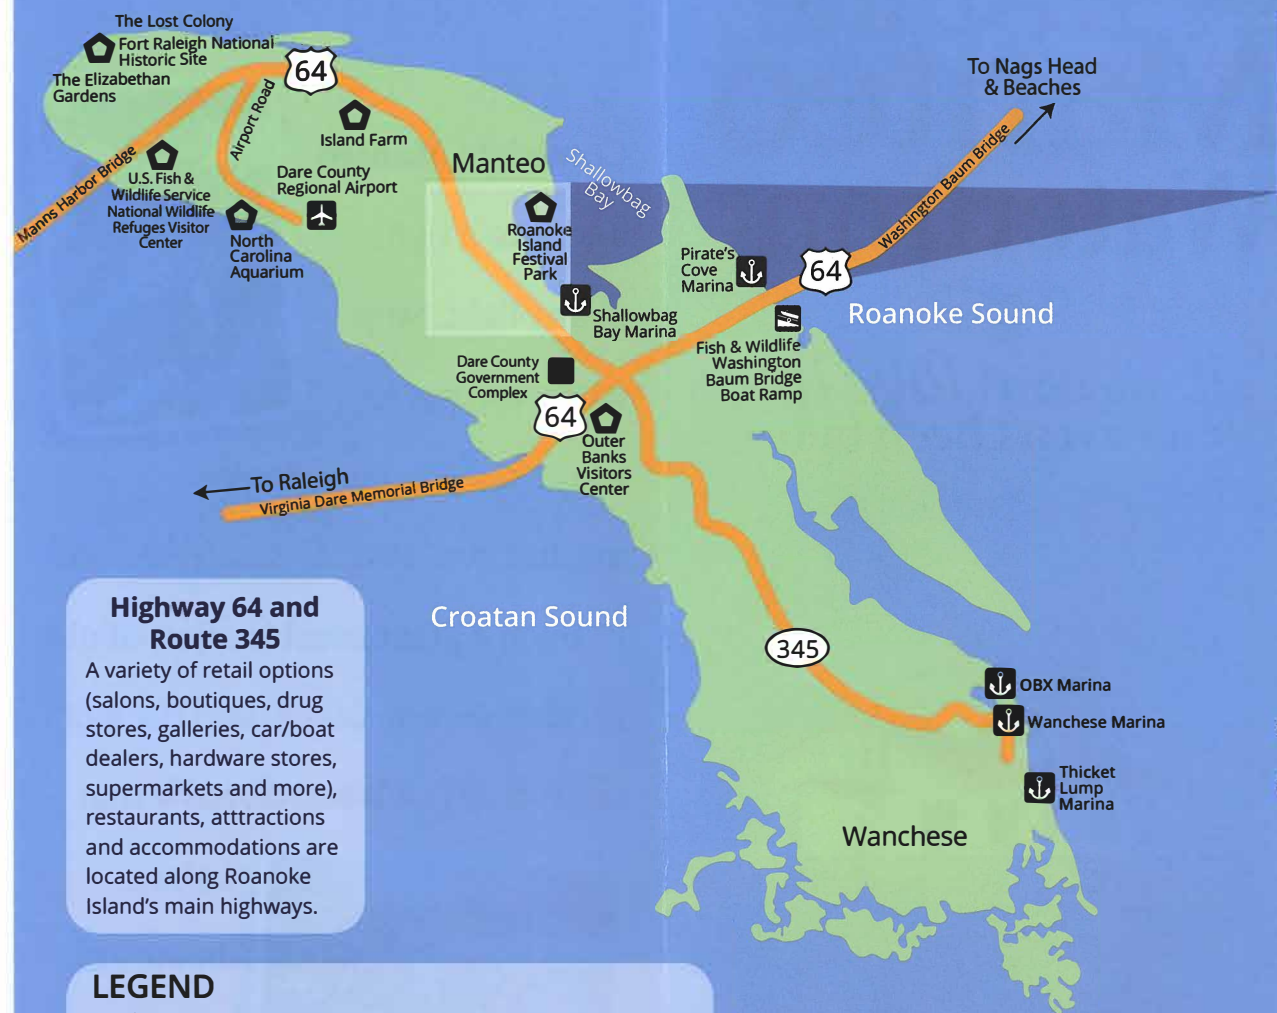 The Lost Colony
Fort Raleigh National
Historic Site
The Elizabethan
Gardens
64
Airport Road
Island Farm
Manns Harbor Bridge
U.S. Fish &
Wildlife Service
National Wildlife
Refuges Visitor
Center
Dare County
Regional Airport
North
Carolina
Aquarium
Manteo
Shallowbag
Bay
Roanoke
Island
Festival
Park
To Nags Head
& Beaches
Washington Baum Bridge
Pirate's
Cove
Marina
64
Roanoke Sound
Shallowbag
Bay Marina
Fish & Wildlife
Washington
Baum Bridge
Boat Ramp
Dare County
Government
Complex
64
Outer
Banks
Visitors
Center
To Raleigh
Virginia Dare Memorial Bridge
Croatan Sound
345
OBX Marina
Wanchese Marina
Thicket
Lump
Marina
Wanchese
Highway 64 and
Route 345
A variety of retail options
(salons, boutiques, drug
stores, galleries, car/boat
dealers, hardware stores,
supermarkets and more),
restaurants, atttractions
and accommodations are
located along Roanoke
Island's main highways.
LEGEND